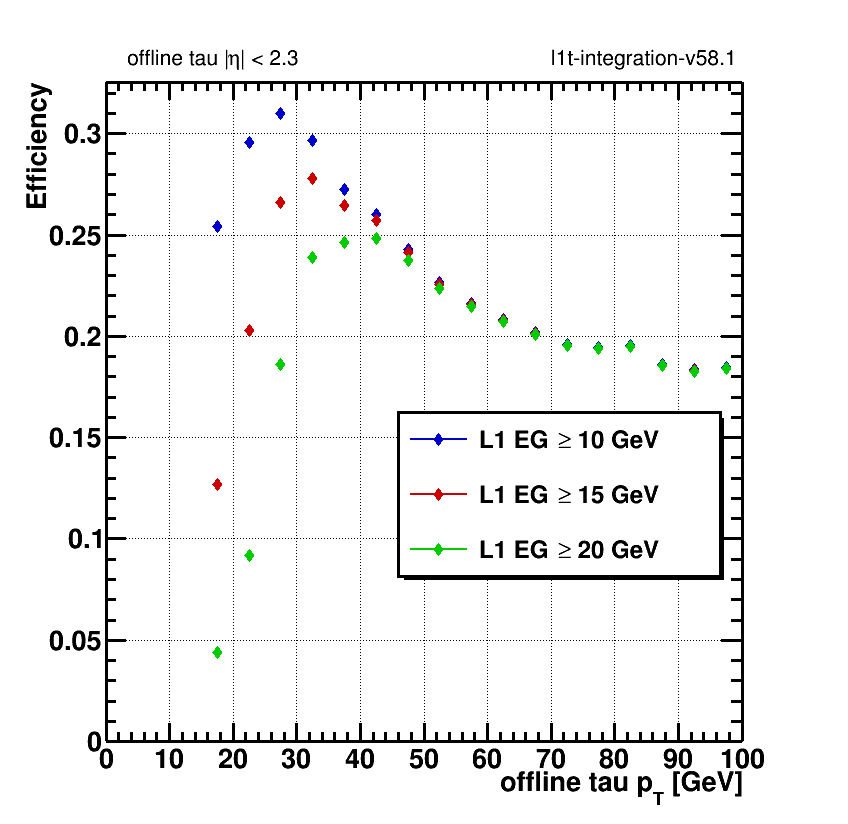 offline tau |η| < 2.3
l1t-integration-v58.1
Efficiency
0.3
0.25
0.2
0.15
0.1
0.05
0
L1 EG ≥ 10 GeV
L1 EG ≥ 15 GeV
L1 EG ≥ 20 GeV
0 10 20 30 40 50 60 70 80 90 100
offline tau p_T [GeV]